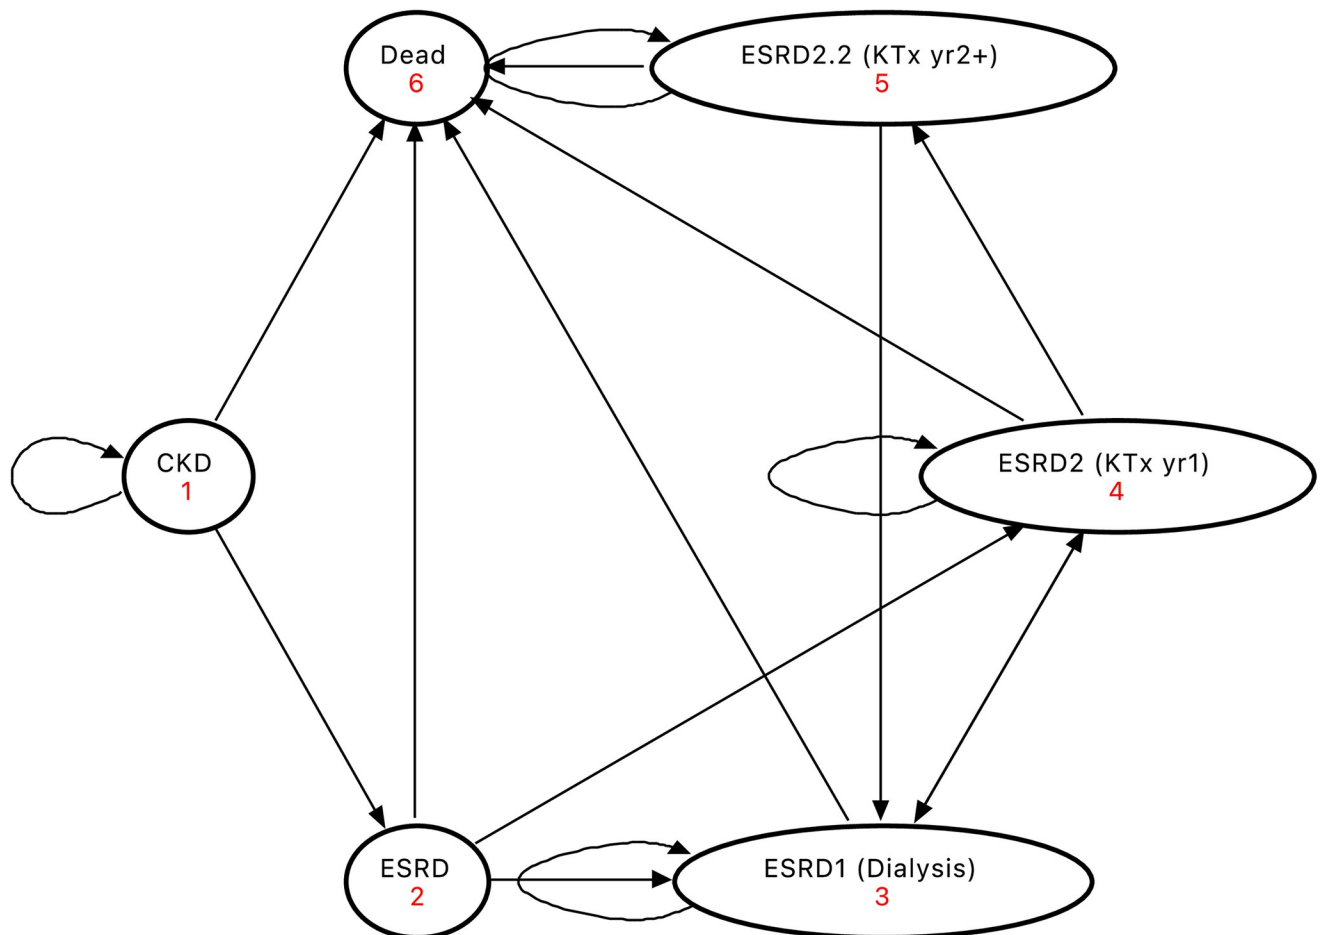 Dead
6
ESRD2.2 (KTx yr2+)
5
CKD
1
ESRD2 (KTx yr1)
4
ESRD
2
ESRD1 (Dialysis)
3